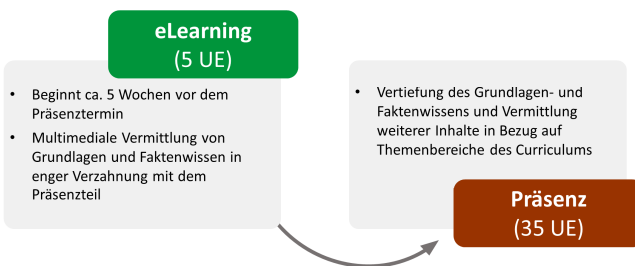 eLearning
(5 UE)
• Beginnt ca. 5 Wochen vor dem
Präsenztermin
• Multimediale Vermittlung von
Grundlagen und Faktenwissen in
enger Verzahnung mit dem
Präsenzteil
• Vertiefung des Grundlagen- und
Faktenwissens und Vermittlung
weiterer Inhalte in Bezug auf
Themenbereiche des Curriculums
Präsenz
(35 UE)